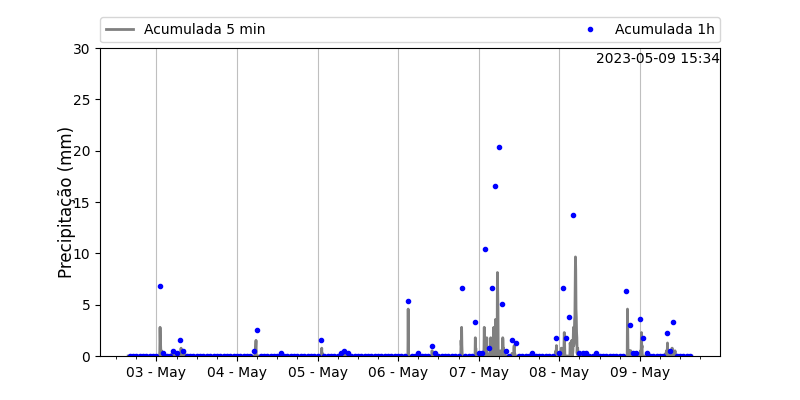 Acumulada 5 min
Acumulada 1h
2023-05-09 15:34
Precipitação (mm)
30
25
20
15
10
5
0
03 - May
04 - May
05 - May
06 - May
07 - May
08 - May
09 - May